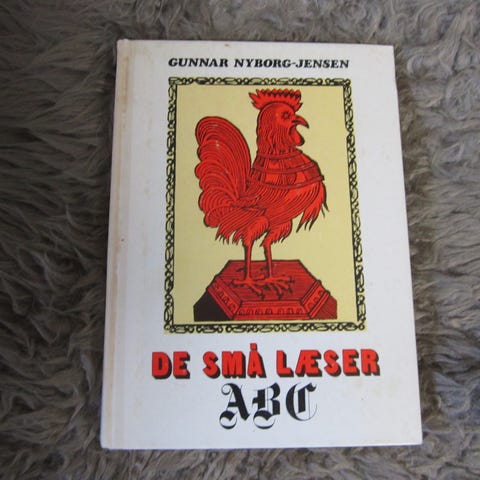 GUNNAR NYBORG-JENSEN
DE SMÅ LÆSER
ABC